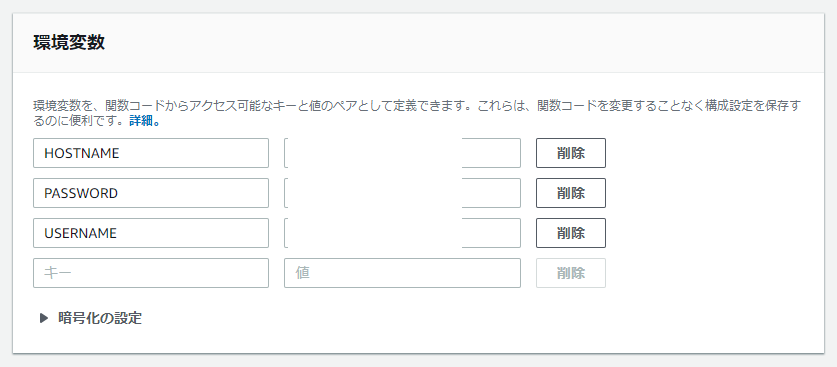 環境変数
環境変数を、関数コードからアクセス可能なキーと値のペアとして定義できます。これらは、関数コードを変更することなく構成設定を保存す
るのに便利です。詳細。
HOSTNAME 削除
PASSWORD 削除
USERNAME 削除
キー 値 削除
暗号化の設定